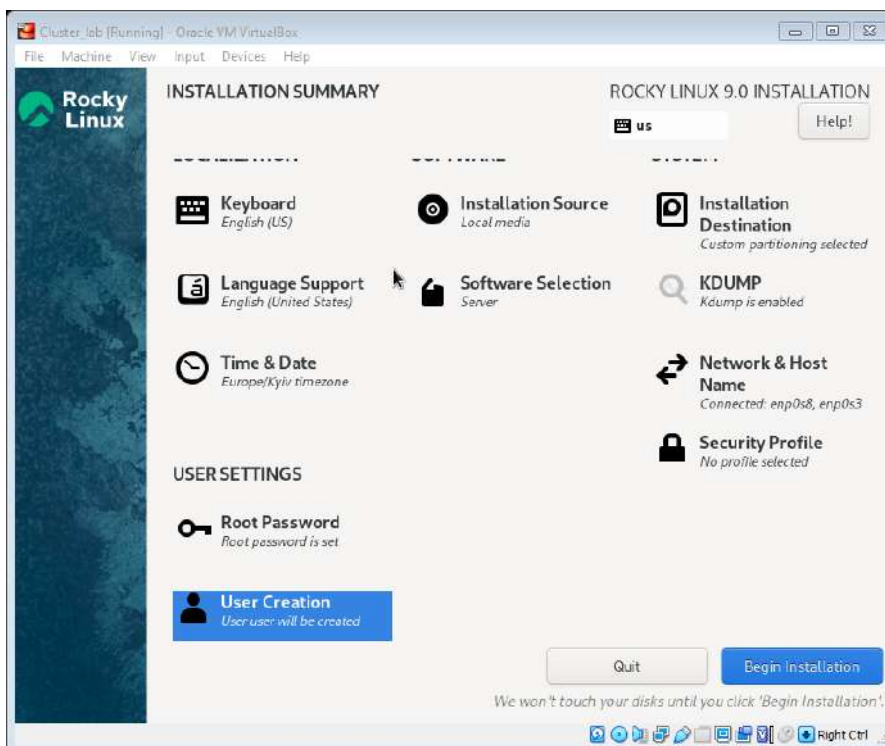 Cluster_lab [Running] - Oracle VM VirtualBox
File Machine View Input Devices Help
Rocky
Linux
INSTALLATION SUMMARY
ROCKY LINUX 9.0 INSTALLATION
us
Help!
LOCALIZATION
SOFTWARE
SYSTEM
Keyboard
English (US)
Language Support
English (United States)
Time & Date
Europe/Kyiv timezone
Installation Source
Local media
Software Selection
Server
Installation
Destination
Custom partitioning selected
KDUMP
Kdump is enabled
Network & Host
Name
Connected: enp0s8, enp0s3
Security Profile
No profile selected
USER SETTINGS
Root Password
Root password is set
User Creation
User user will be created
Quit
Begin Installation
We won't touch your disks until you click 'Begin Installation'.
Right Ctrl